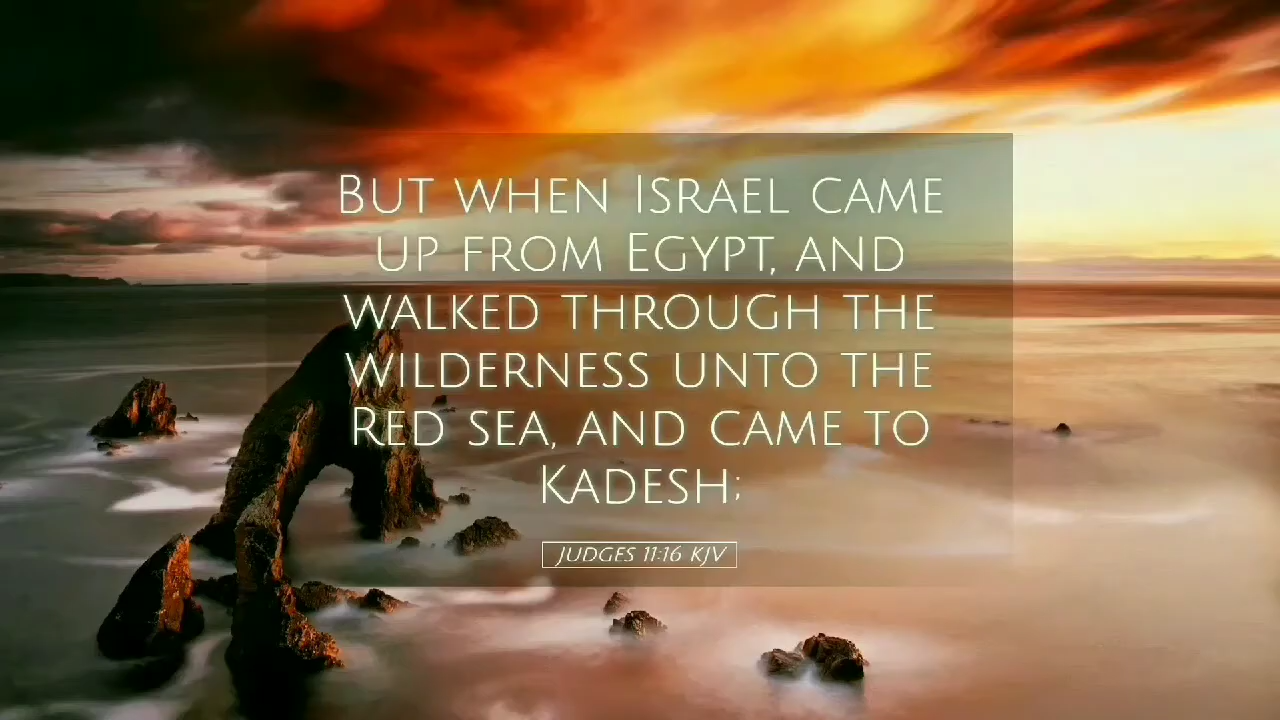 But when Israel came
up from Egypt, and
walked through the
wilderness unto the
Red sea, and came to
Kadesh;
Judges 11:16 KJV